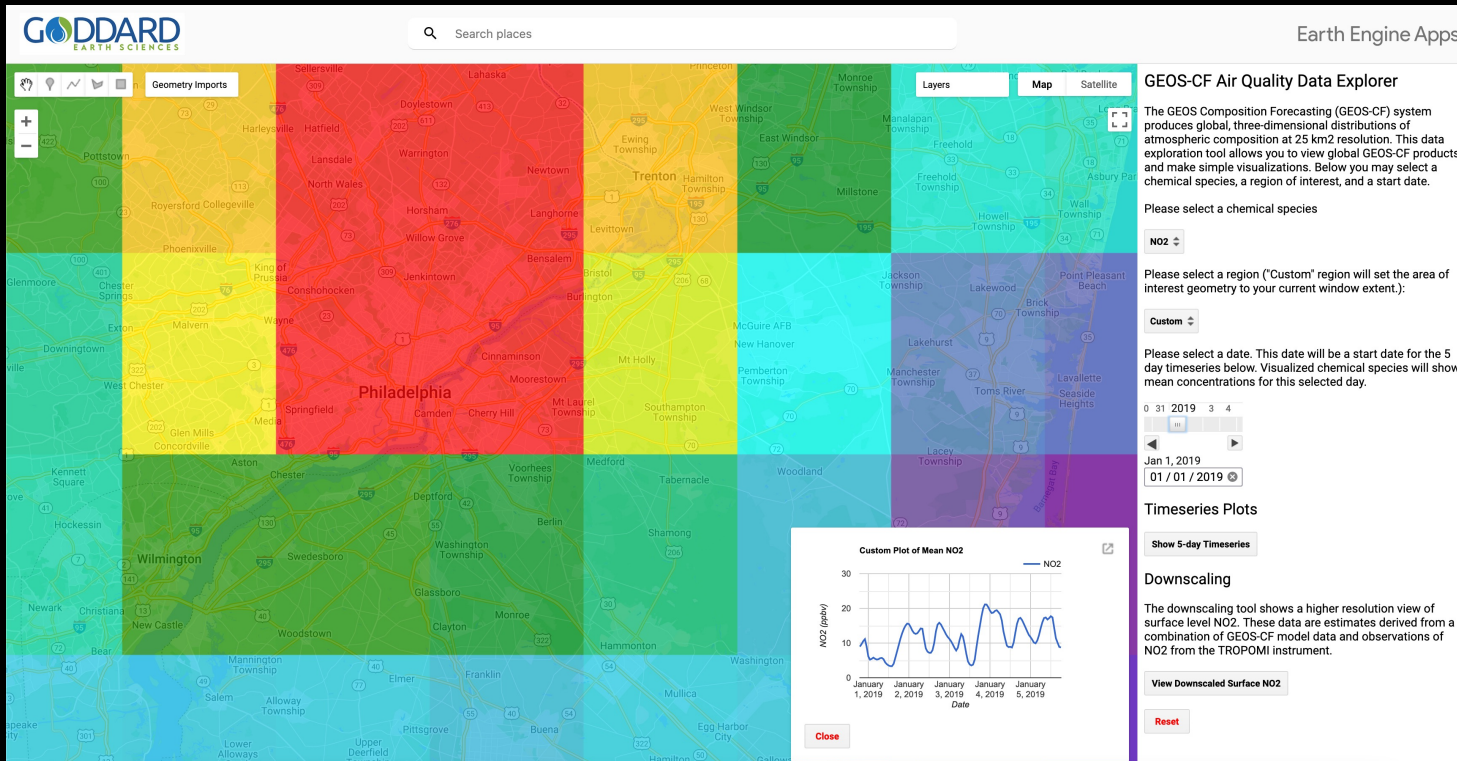 GODDARD
EARTH SCIENCES
Search places
Earth Engine Apps
Geometry Imports
Layers
Map
Satellite
+
−
Sellersville
Lahaska
Princeton
Monroe
Township
Doylestown
West Windsor
Township
Manalapan
Township
Harleysville
Hatfield
Ewing
Township
East Windsor
Freehold
Pottstown
Lansdale
Warrington
Newtown
Trenton
Hamilton
Township
Freehold
Township
Asbury Par
North Wales
Millstone
Royersford
Collegeville
Horsham
Langhorne
Howell
Township
Wall
Township
Willow Grove
Levittown
Phoenixville
Bensalem
Glenmoore
Chester
Springs
King of
Prussia
Conshohocken
Jenkintown
Bristol
Burlington
Jackson
Township
Lakewood
Point Pleasant
Beach
Brick
Township
Exton
Malvern
Wayne
McGuire AFB
New Hanover
Lakehurst
Downingtown
Cinnaminson
Mt Holly
Pemberton
Township
Manchester
Township
Toms River
Lavallette
Seaside
Heights
West Chester
Philadelphia
Moorestown
Springfield
Camden
Cherry Hill
Mt Laurel
Township
Southampton
Township
Media
Glen Mills
Concordville
Lacey
Township
Barnegat Bay
Kennett
Square
Aston
Chester
Voorhees
Township
Medford
Tabernacle
Woodland
Hockessin
Deptford
Berlin
Shamong
Wilmington
Swedesboro
Washington
Township
Glassboro
Newark
Christiana
New Castle
Woodstown
Clayton
Monroe
Hammonton
Bear
Mannington
Township
Elmer
Franklin
Washington
Salem
Alloway
Township
Mullica
Pittsgrove
Buena
Egg Harbor
City
Lower
Alloways
Upper
Deerfield
Township
Hamilton
Gallow
Custom Plot of Mean NO2
NO2
30
20
10
0
NO2 (ppbv)
January
1, 2019
January
2, 2019
January
3, 2019
January
4, 2019
January
5, 2019
Date
Close
GEOS-CF Air Quality Data Explorer
The GEOS Composition Forecasting (GEOS-CF) system
produces global, three-dimensional distributions of
atmospheric composition at 25 km2 resolution. This data
exploration tool allows you to view global GEOS-CF products
and make simple visualizations. Below you may select a
chemical species, a region of interest, and a start date.
Please select a chemical species
NO2
Please select a region ("Custom" region will set the area of
interest geometry to your current window extent.):
Custom
Please select a date. This date will be a start date for the 5
day timeseries below. Visualized chemical species will show
mean concentrations for this selected day.
0 31 2019 3 4
Jan 1, 2019
01 / 01 / 2019
Timeseries Plots
Show 5-day Timeseries
Downscaling
The downscaling tool shows a higher resolution view of
surface level NO2. These data are estimates derived from a
combination of GEOS-CF model data and observations of
NO2 from the TROPOMI instrument.
View Downscaled Surface NO2
Reset